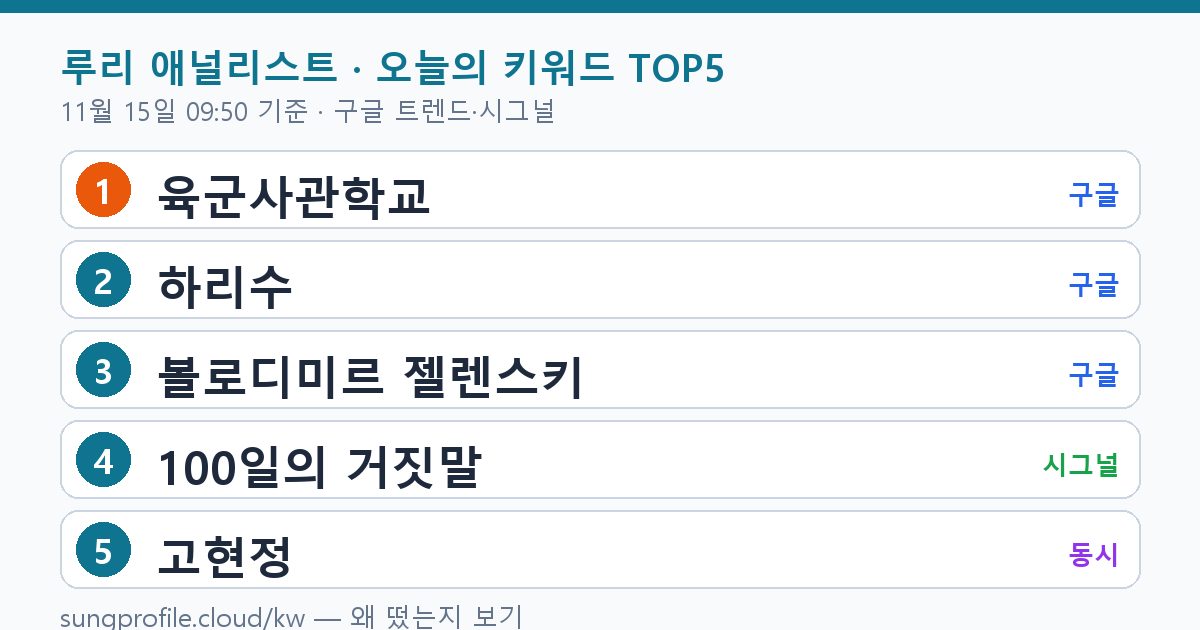 루리 애널리스트 · 오늘의 키워드 TOP5
11월 15일 09:50 기준 · 구글 트렌드·시그널
1 육군사관학교 구글
2 하리수 구글
3 볼로디미르 젤렌스키 구글
4 100일의 거짓말 시그널
5 고현정 동시
sungprofile.cloud/kw — 왜 떴는지 보기